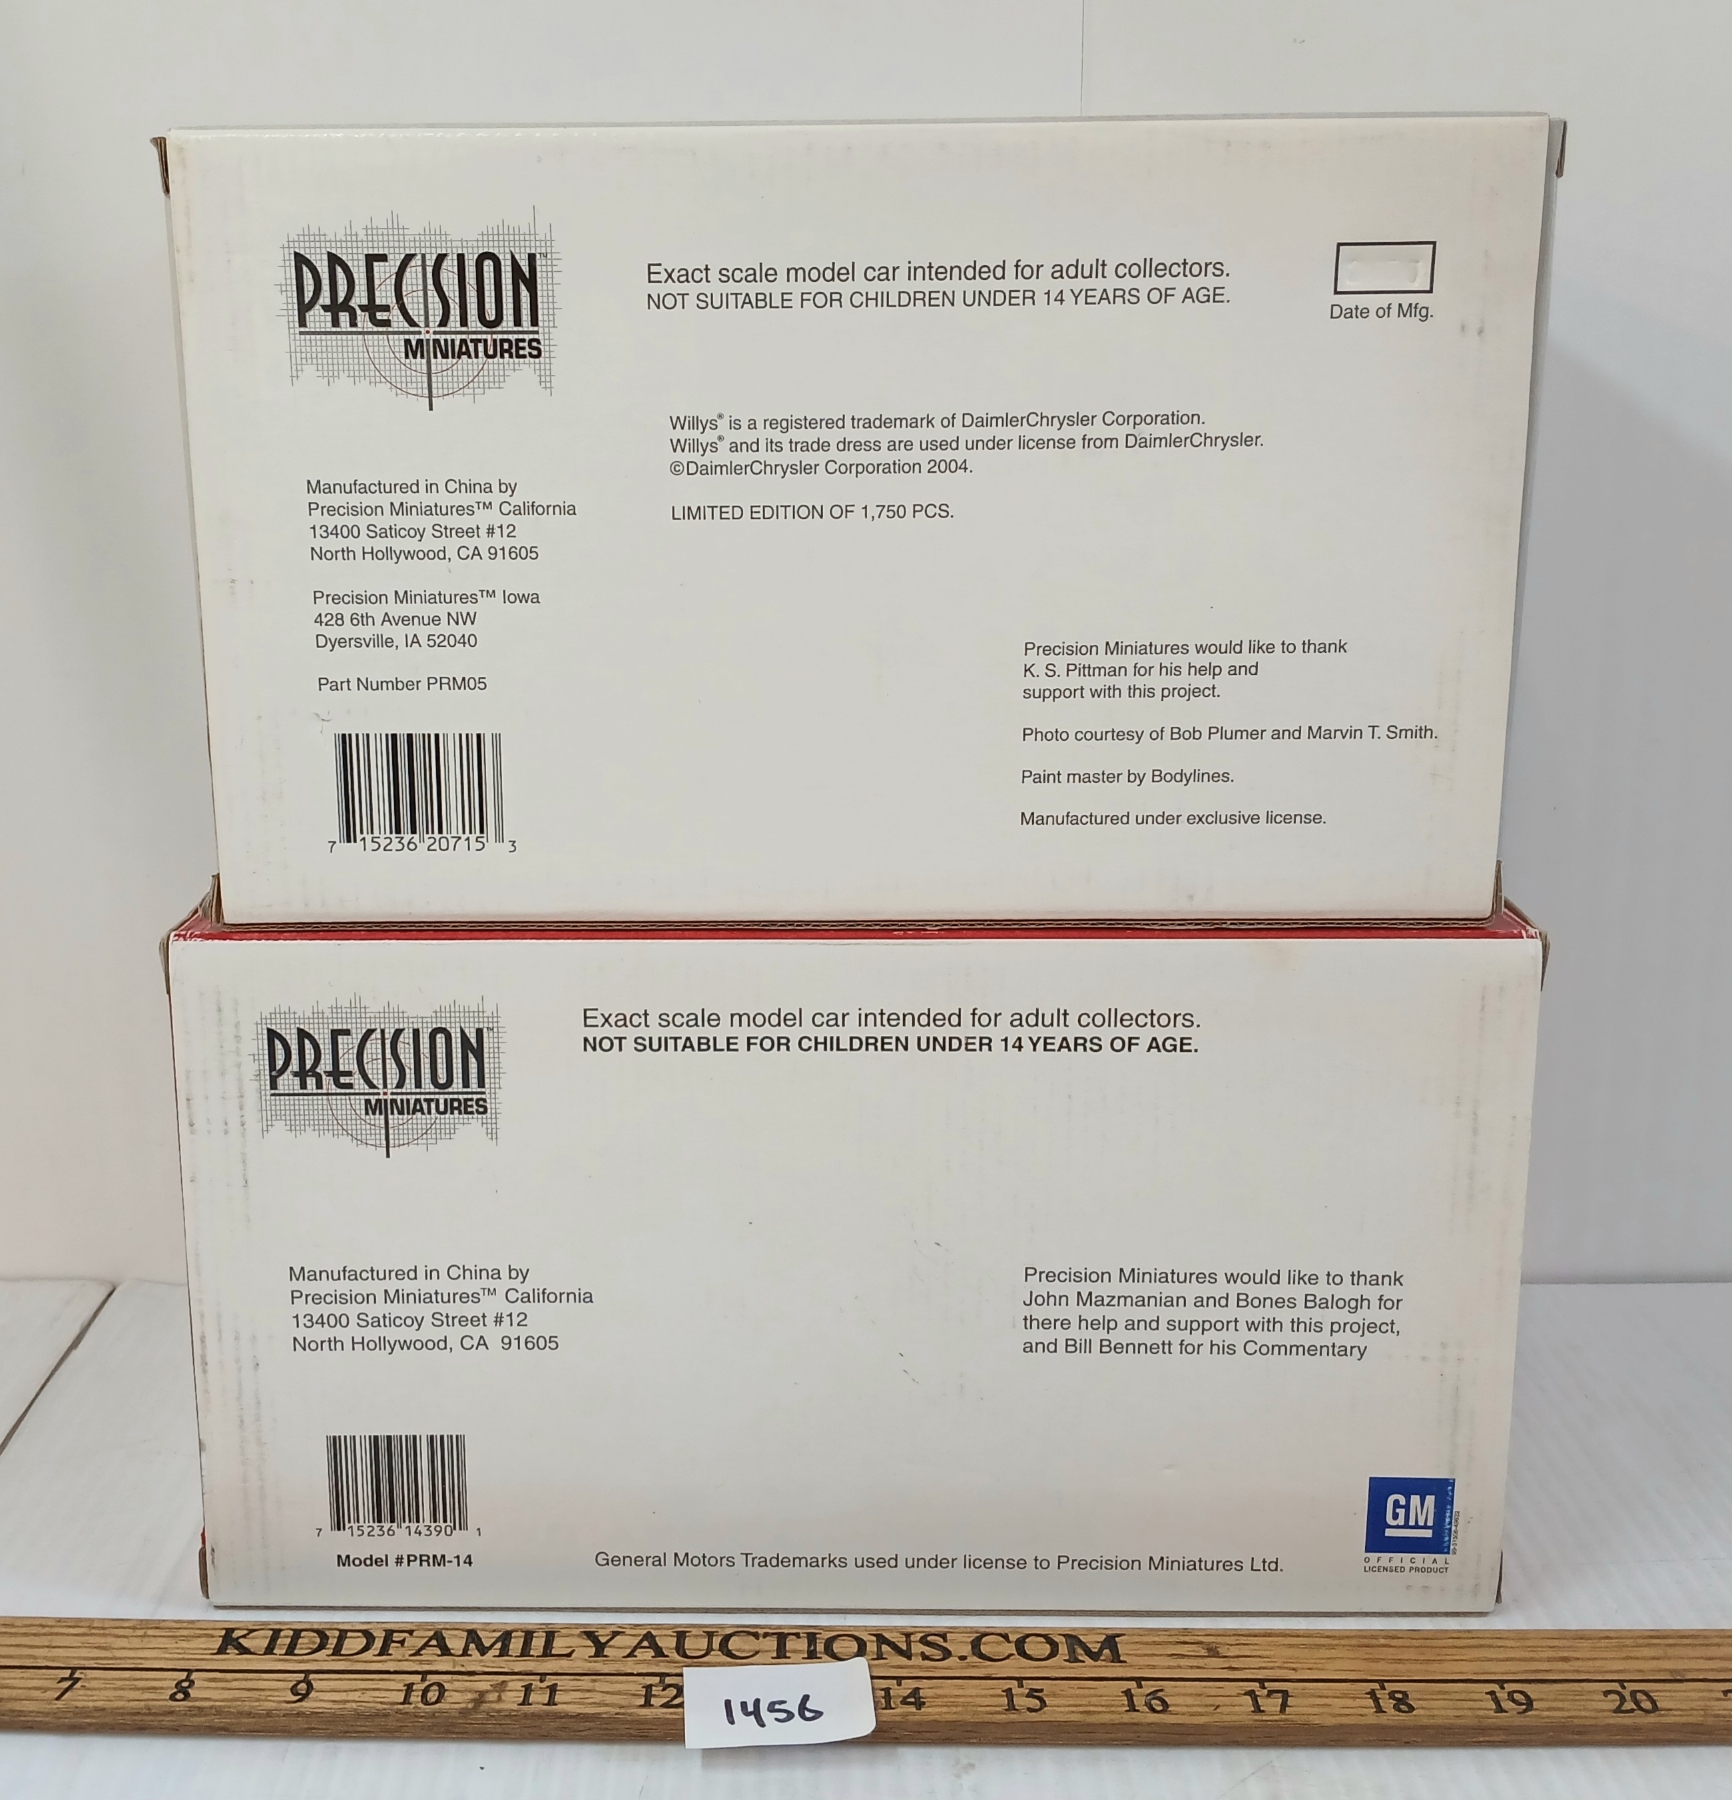 PRECISION™
MINIATURES
Exact scale model car intended for adult collectors.
NOT SUITABLE FOR CHILDREN UNDER 14 YEARS OF AGE.
Date of Mfg.
Willys® is a registered trademark of DaimlerChrysler Corporation.
Willys® and its trade dress are used under license from DaimlerChrysler.
©DaimlerChrysler Corporation 2004.
LIMITED EDITION OF 1,750 PCS.
Manufactured in China by
Precision Miniatures™ California
13400 Saticoy Street #12
North Hollywood, CA 91605
Precision Miniatures™ Iowa
428 6th Avenue NW
Dyersville, IA 52040
Part Number PRM05
7 15236 20715 3
Precision Miniatures would like to thank
K. S. Pittman for his help and
support with this project.
Photo courtesy of Bob Plumer and Marvin T. Smith.
Paint master by Bodylines.
Manufactured under exclusive license.
PRECISION™
MINIATURES
Exact scale model car intended for adult collectors.
NOT SUITABLE FOR CHILDREN UNDER 14 YEARS OF AGE.
Manufactured in China by
Precision Miniatures™ California
13400 Saticoy Street #12
North Hollywood, CA 91605
Precision Miniatures would like to thank
John Mazmanian and Bones Balogh for
there help and support with this project,
and Bill Bennett for his Commentary
7 15236 14390 1
Model #PRM-14
General Motors Trademarks used under license to Precision Miniatures Ltd.
GM
OFFICIAL
LICENSED PRODUCT
KIDDFAMILYAUCTIONS.COM
7 8 9 10 11 12 14 15 16 17 18 19 20
1456